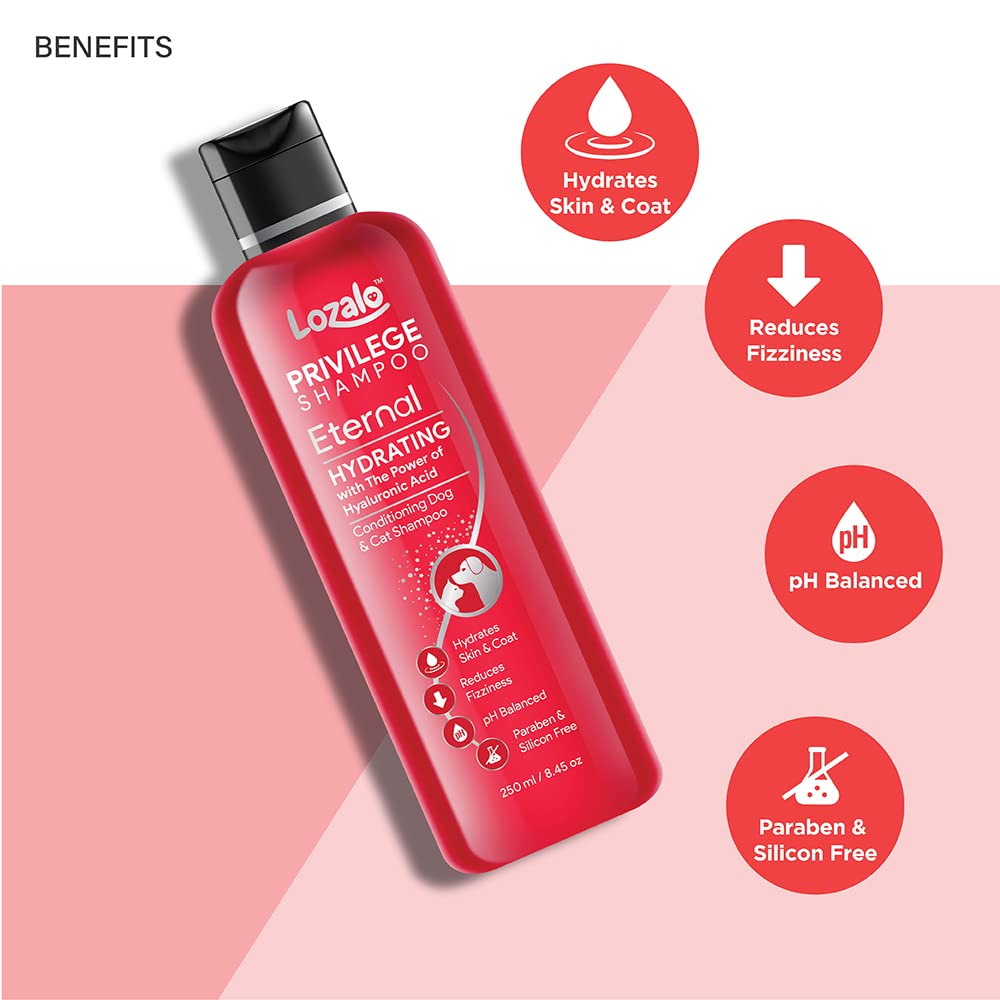 BENEFITS
Lozalo™
PRIVILEGE
SHAMPOO
Eternal
HYDRATING
with The Power of
Hyaluronic Acid
Conditioning Dog
& Cat Shampoo
Hydrates
Skin & Coat
Reduces
Fizziness
pH
pH Balanced
Paraben &
Silicon Free
250 ml / 8.45 oz
Hydrates
Skin & Coat
Reduces
Fizziness
pH
pH Balanced
Paraben &
Silicon Free